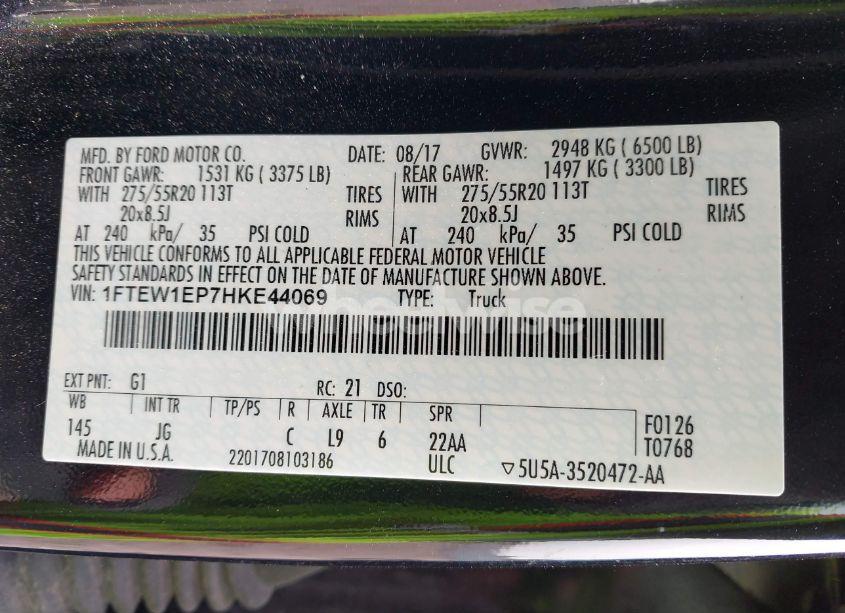 MFD. BY FORD MOTOR CO. DATE: 08/17 GVWR: 2948 KG ( 6500 LB)
FRONT GAWR: 1531 KG ( 3375 LB) REAR GAWR: 1497 KG ( 3300 LB)
WITH 275/55R20 113T TIRES WITH 275/55R20 113T TIRES
20x8.5J RIMS 20x8.5J RIMS
AT 240 kPa/ 35 PSI COLD AT 240 kPa/ 35 PSI COLD
THIS VEHICLE CONFORMS TO ALL APPLICABLE FEDERAL MOTOR VEHICLE
SAFETY STANDARDS IN EFFECT ON THE DATE OF MANUFACTURE SHOWN ABOVE.
VIN: 1FTEW1EP7HKE44069 TYPE: Truck
wheelwise
EXT PNT: G1 RC: 21 DSO:
WB INT TR TP/PS R AXLE TR SPR
145 JG C L9 6 22AA F0126
MADE IN U.S.A. 2201708103186 ULC T0768
▽5U5A-3520472-AA